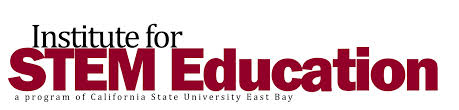 Institute for
STEM Education
a program of California State University East Bay